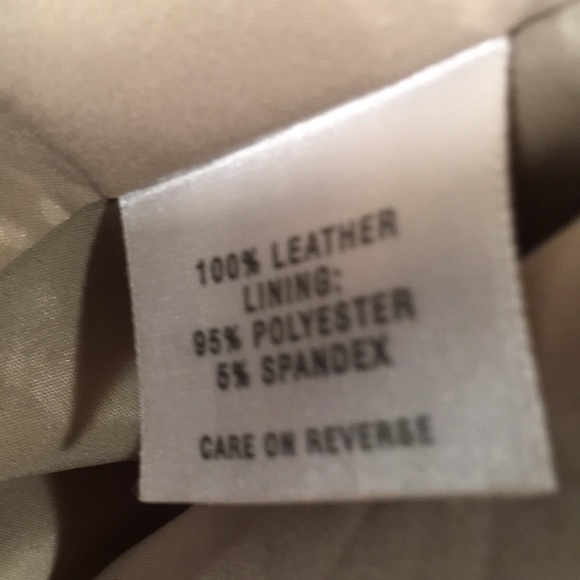 100% LEATHER
LINING:
95% POLYESTER
5% SPANDEX
CARE ON REVERSE